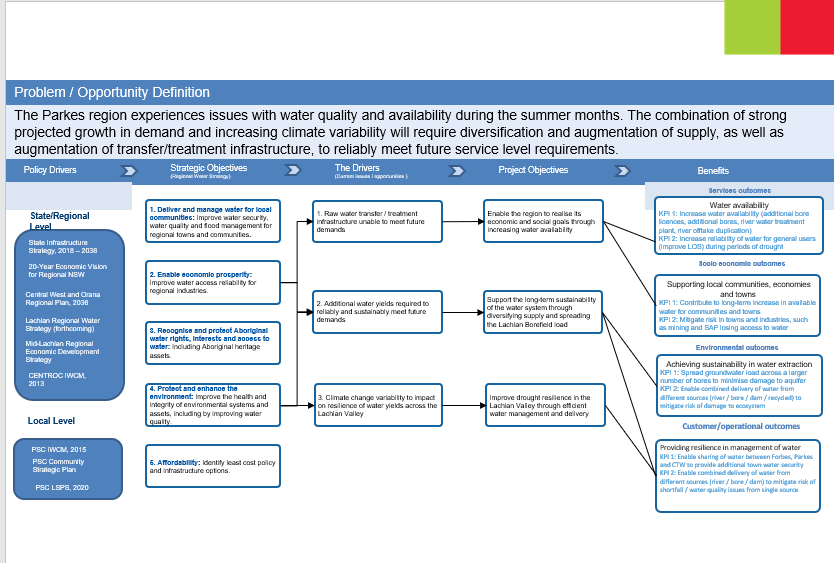 Problem / Opportunity Definition
The Parkes region experiences issues with water quality and availability during the summer months. The combination of strong
projected growth in demand and increasing climate variability will require diversification and augmentation of supply, as well as
augmentation of transfer/treatment infrastructure, to reliably meet future service level requirements.
Policy Drivers
Strategic Objectives
(Regional Water Strategy)
The Drivers
(Current issues / opportunities )
Project Objectives
Benefits
State/Regional
Level
State Infrastructure
Strategy, 2018 – 2038
20-Year Economic Vision
for Regional NSW
Central West and Orana
Regional Plan, 2036
Lachlan Regional Water
Strategy (forthcoming)
Mid-Lachlan Regional
Economic Development
Strategy
CENTROC IWCM,
2013
Local Level
PSC IWCM, 2015
PSC Community
Strategic Plan
PSC LSPS, 2020
1. Deliver and manage water for local
communities: Improve water security,
water quality and flood management for
regional towns and communities.
2. Enable economic prosperity:
Improve water access reliability for
regional industries.
3. Recognise and protect Aboriginal
water rights, interests and access to
water: Including Aboriginal heritage
assets.
4. Protect and enhance the
environment: Improve the health and
integrity of environmental systems and
assets, including by improving water
quality.
5. Affordability: Identify least cost policy
and infrastructure options.
1. Raw water transfer / treatment
infrastructure unable to meet future
demands
2. Additional water yields required to
reliably and sustainably meet future
demands
3. Climate change variability to impact
on resilience of water yields across the
Lachlan Valley
Enable the region to realise its
economic and social goals through
increasing water availability
Support the long-term sustainability
of the water system through
diversifying supply and spreading
the Lachlan Borefield load
Improve drought resilience in the
Lachlan Valley through efficient
water management and delivery
Services outcomes
Water availability
KPI 1: Increase water availability (additional bore
licences, additional bores, river water treatment
plant, river offtake duplication)
KPI 2: Increase reliability of water for general users
(improve LOS) during periods of drought
Socio economic outcomes
Supporting local communities, economies
and towns
KPI 1: Contribute to long-term increase in available
water for communities and towns
KPI 2: Mitigate risk in towns and industries, such
as mining and SAP losing access to water
Environmental outcomes
Achieving sustainability in water extraction
KPI 1: Spread groundwater load across a larger
number of bores to minimise damage to aquifer
KPI 2: Enable combined delivery of water from
different sources (river / bore / dam / recycled) to
mitigate risk of damage to ecosystem
Customer/operational outcomes
Providing resilience in management of water
KPI 1: Enable sharing of water between Forbes, Parkes
and CTW to provide additional town water security
KPI 2: Enable combined delivery of water from
different sources (river / bore / dam) to mitigate risk of
shortfall / water quality issues from single source